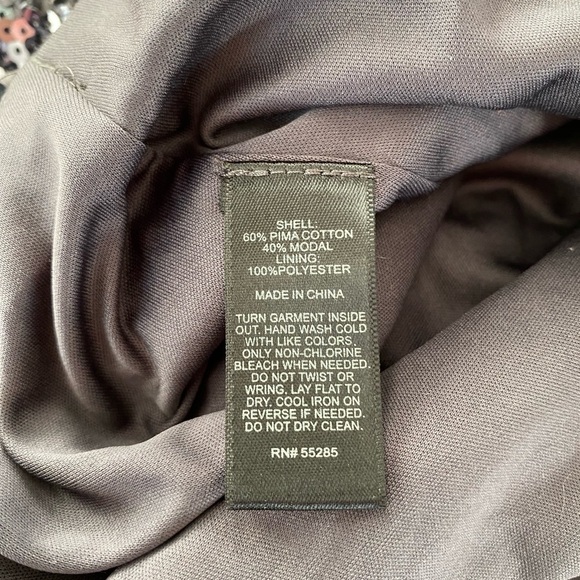 SHELL:
60% PIMA COTTON
40% MODAL
LINING:
100%POLYESTER
MADE IN CHINA
TURN GARMENT INSIDE
OUT. HAND WASH COLD
WITH LIKE COLORS.
ONLY NON-CHLORINE
BLEACH WHEN NEEDED.
DO NOT TWIST OR
WRING. LAY FLAT TO
DRY. COOL IRON ON
REVERSE IF NEEDED.
DO NOT DRY CLEAN.
RN# 55285